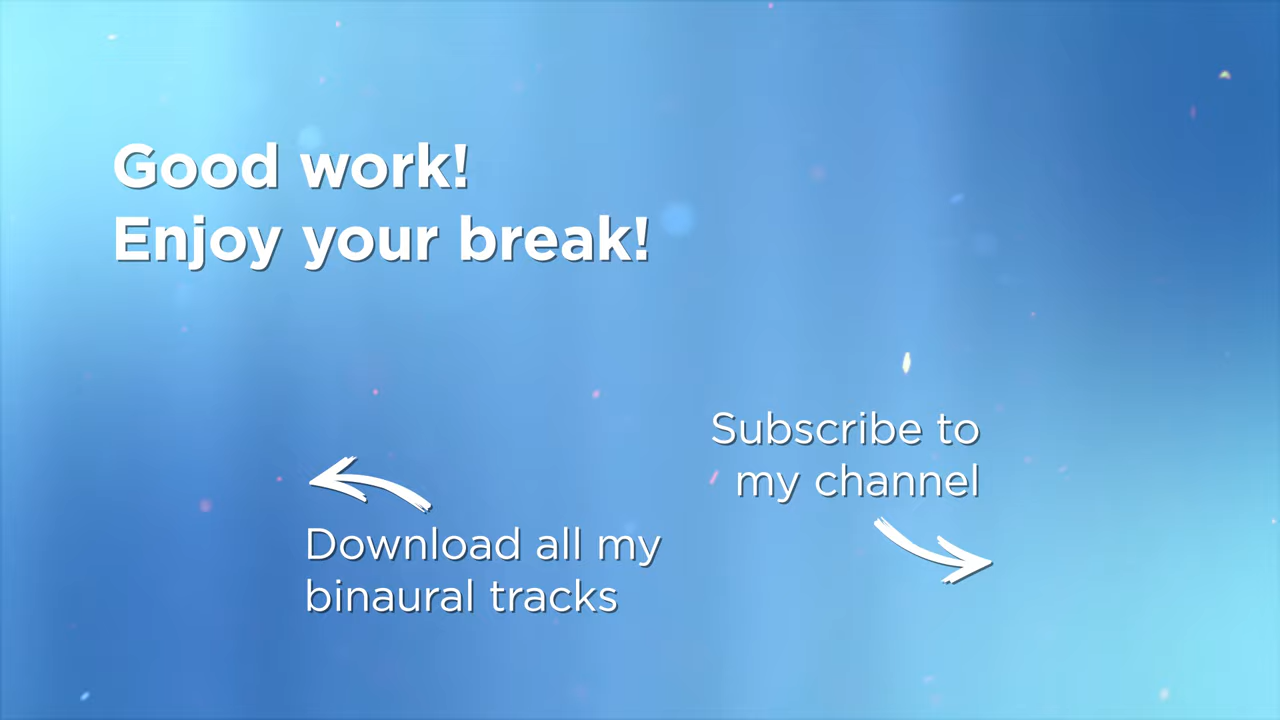 Good work!
Enjoy your break!
Subscribe to
my channel
Download all my
binaural tracks